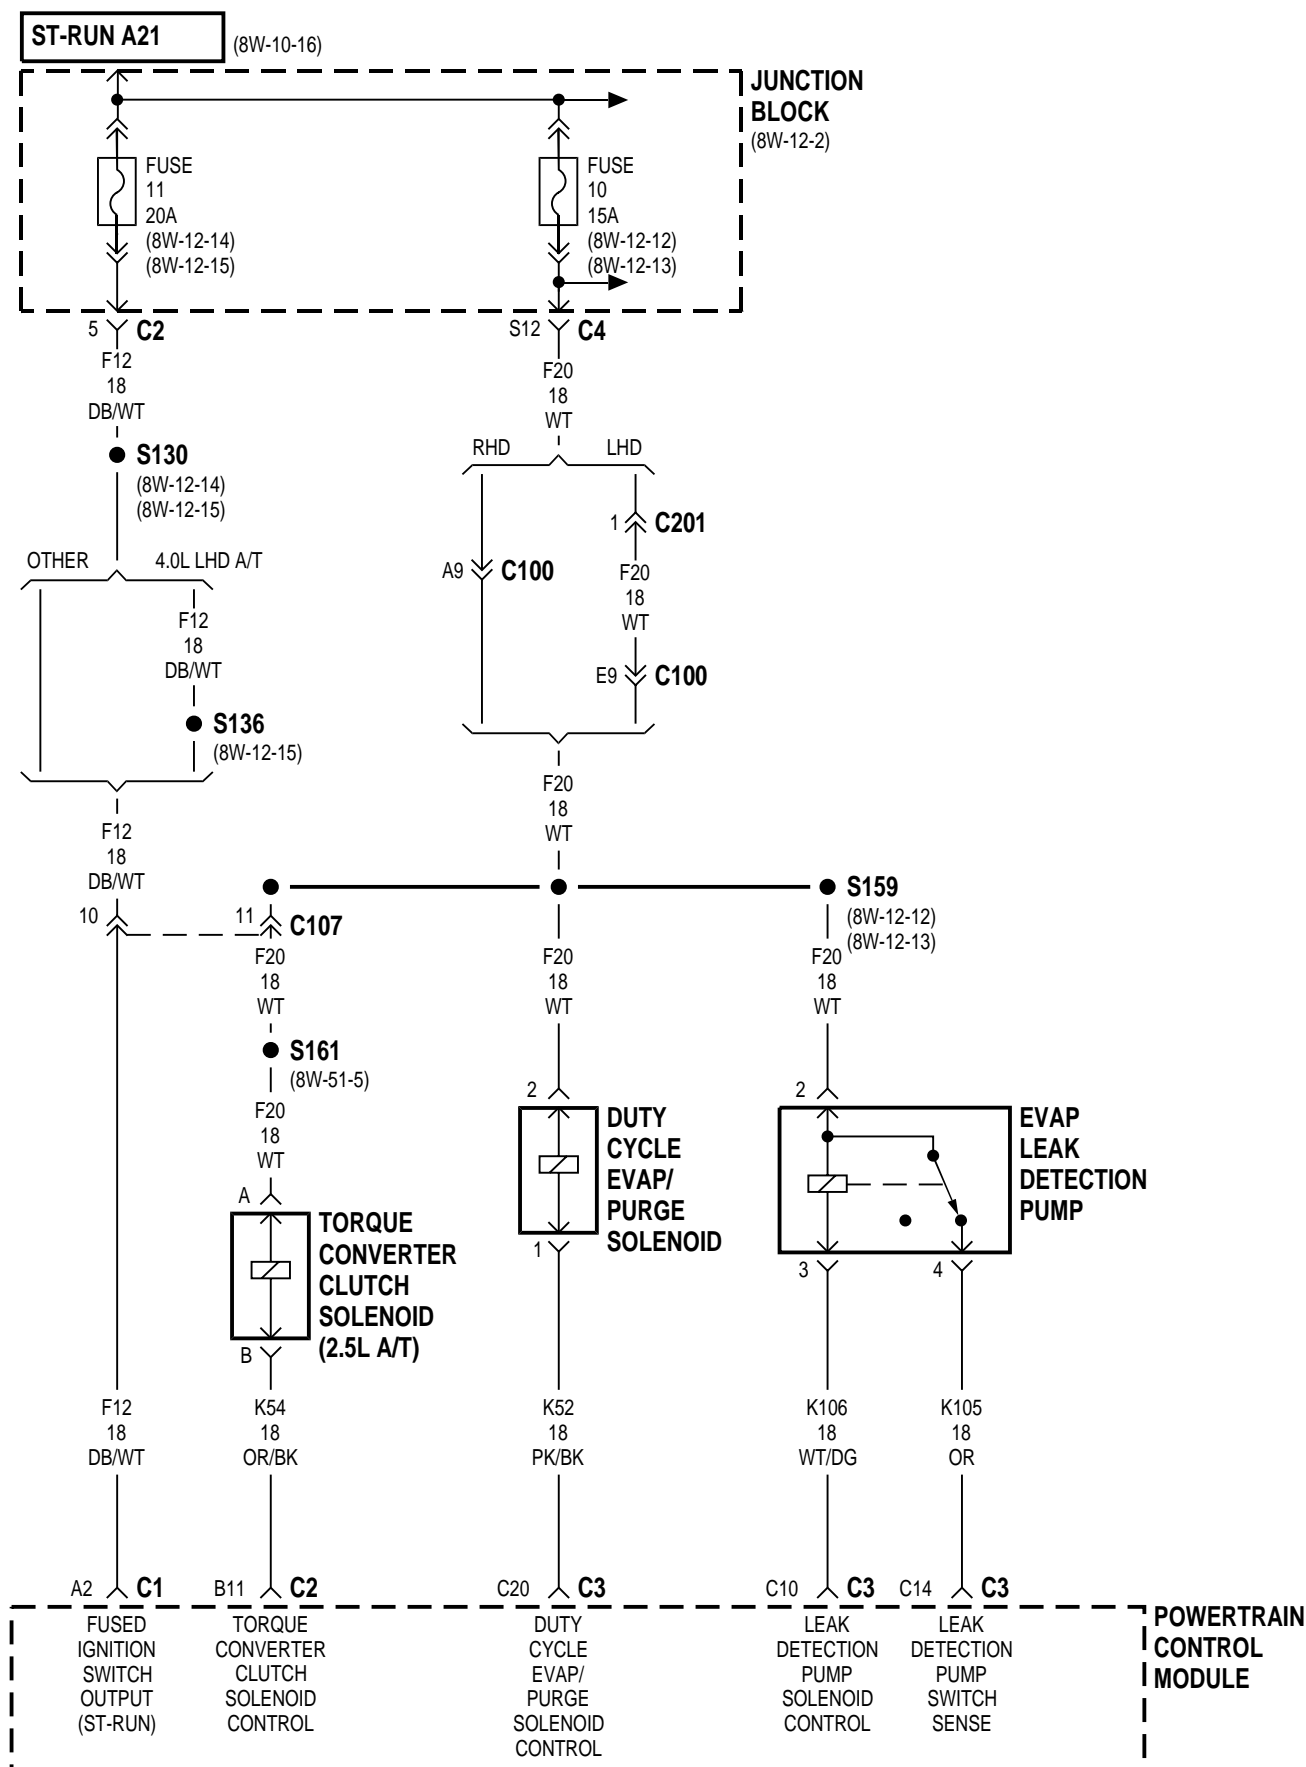 ST-RUN A21
(8W-10-16)
JUNCTION
BLOCK
(8W-12-2)
FUSE
11
20A
(8W-12-14)
(8W-12-15)
FUSE
10
15A
(8W-12-12)
(8W-12-13)
5
C2
S12
C4
F12
18
DB/WT
F20
18
WT
S130
(8W-12-14)
(8W-12-15)
RHD
LHD
1
C201
OTHER
4.0L LHD A/T
A9
C100
F20
18
WT
F12
18
DB/WT
E9
C100
S136
(8W-12-15)
F20
18
WT
F12
18
DB/WT
S159
(8W-12-12)
(8W-12-13)
10
11
C107
F20
18
WT
F20
18
WT
F20
18
WT
S161
(8W-51-5)
F20
18
WT
2
DUTY
CYCLE
EVAP/
PURGE
SOLENOID
1
2
EVAP
LEAK
DETECTION
PUMP
3
4
A
TORQUE
CONVERTER
CLUTCH
SOLENOID
(2.5L A/T)
B
F12
18
DB/WT
K54
18
OR/BK
K52
18
PK/BK
K106
18
WT/DG
K105
18
OR
A2
C1
B11
C2
C20
C3
C10
C3
C14
C3
FUSED
IGNITION
SWITCH
OUTPUT
(ST-RUN)
TORQUE
CONVERTER
CLUTCH
SOLENOID
CONTROL
DUTY
CYCLE
EVAP/
PURGE
SOLENOID
CONTROL
LEAK
DETECTION
PUMP
SOLENOID
CONTROL
LEAK
DETECTION
PUMP
SWITCH
SENSE
POWERTRAIN
CONTROL
MODULE